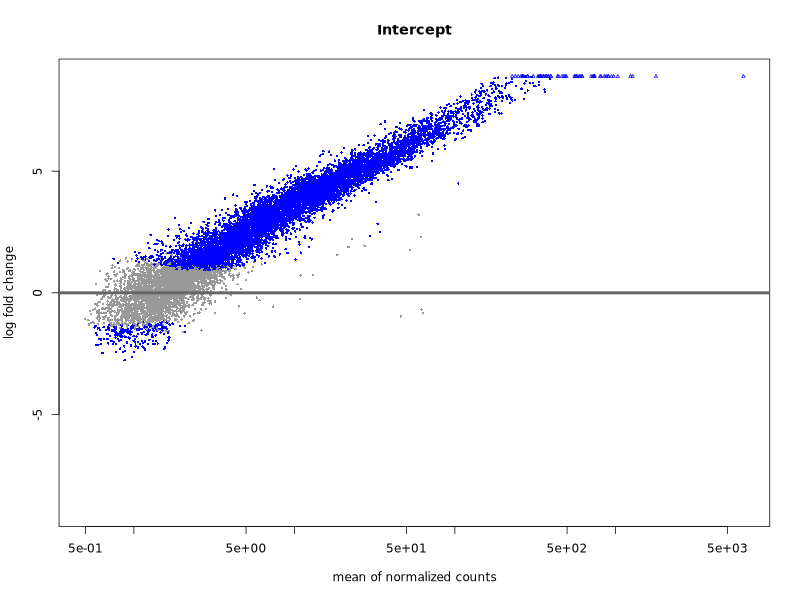 Intercept
log fold change
5
0
-5
5e-01
5e+00
5e+01
5e+02
5e+03
mean of normalized counts